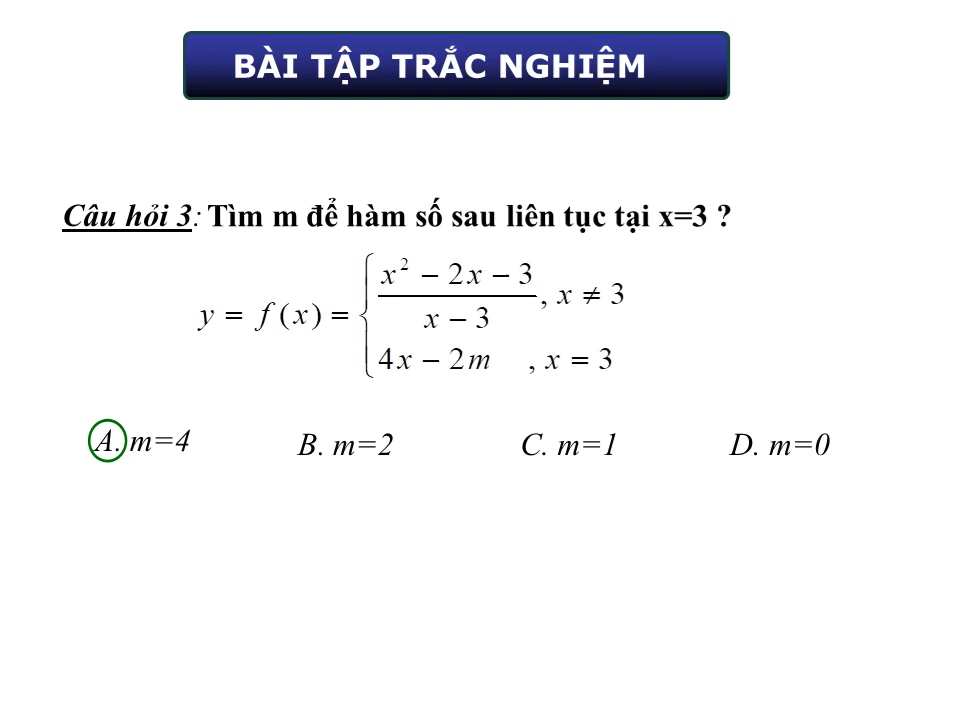 BÀI TẬP TRẮC NGHIỆM
Câu hỏi 3: Tìm m để hàm số sau liên tục tại x=3 ?
y = f(x) = { (x² − 2x − 3)/(x − 3), x ≠ 3
4x − 2m , x = 3
A. m=4 B. m=2 C. m=1 D. m=0